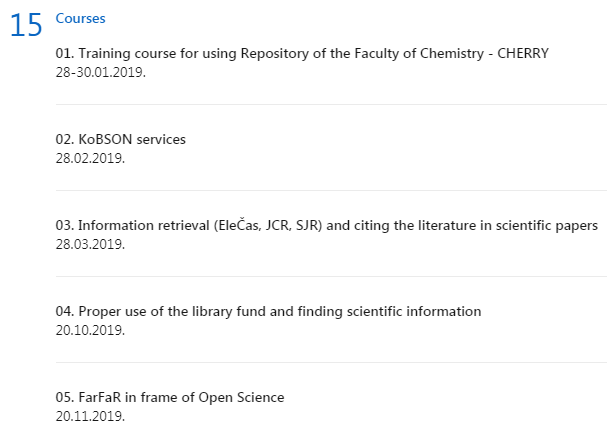 15 Courses
01. Training course for using Repository of the Faculty of Chemistry - CHERRY
28-30.01.2019.
02. KoBSON services
28.02.2019.
03. Information retrieval (EleČas, JCR, SJR) and citing the literature in scientific papers
28.03.2019.
04. Proper use of the library fund and finding scientific information
20.10.2019.
05. FarFaR in frame of Open Science
20.11.2019.